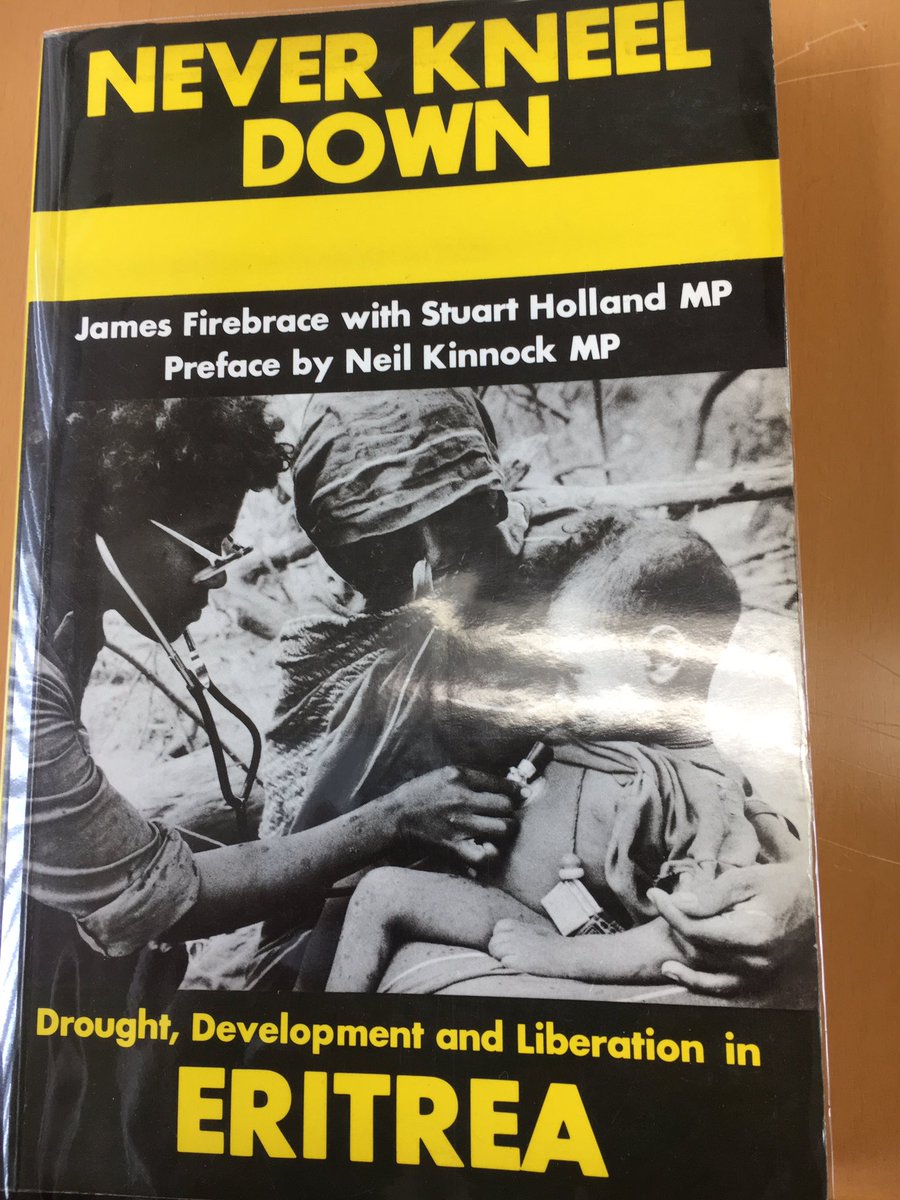 NEVER KNEEL
DOWN
James Firebrace with Stuart Holland MP
Preface by Neil Kinnock MP
Drought, Development and Liberation in
ERITREA